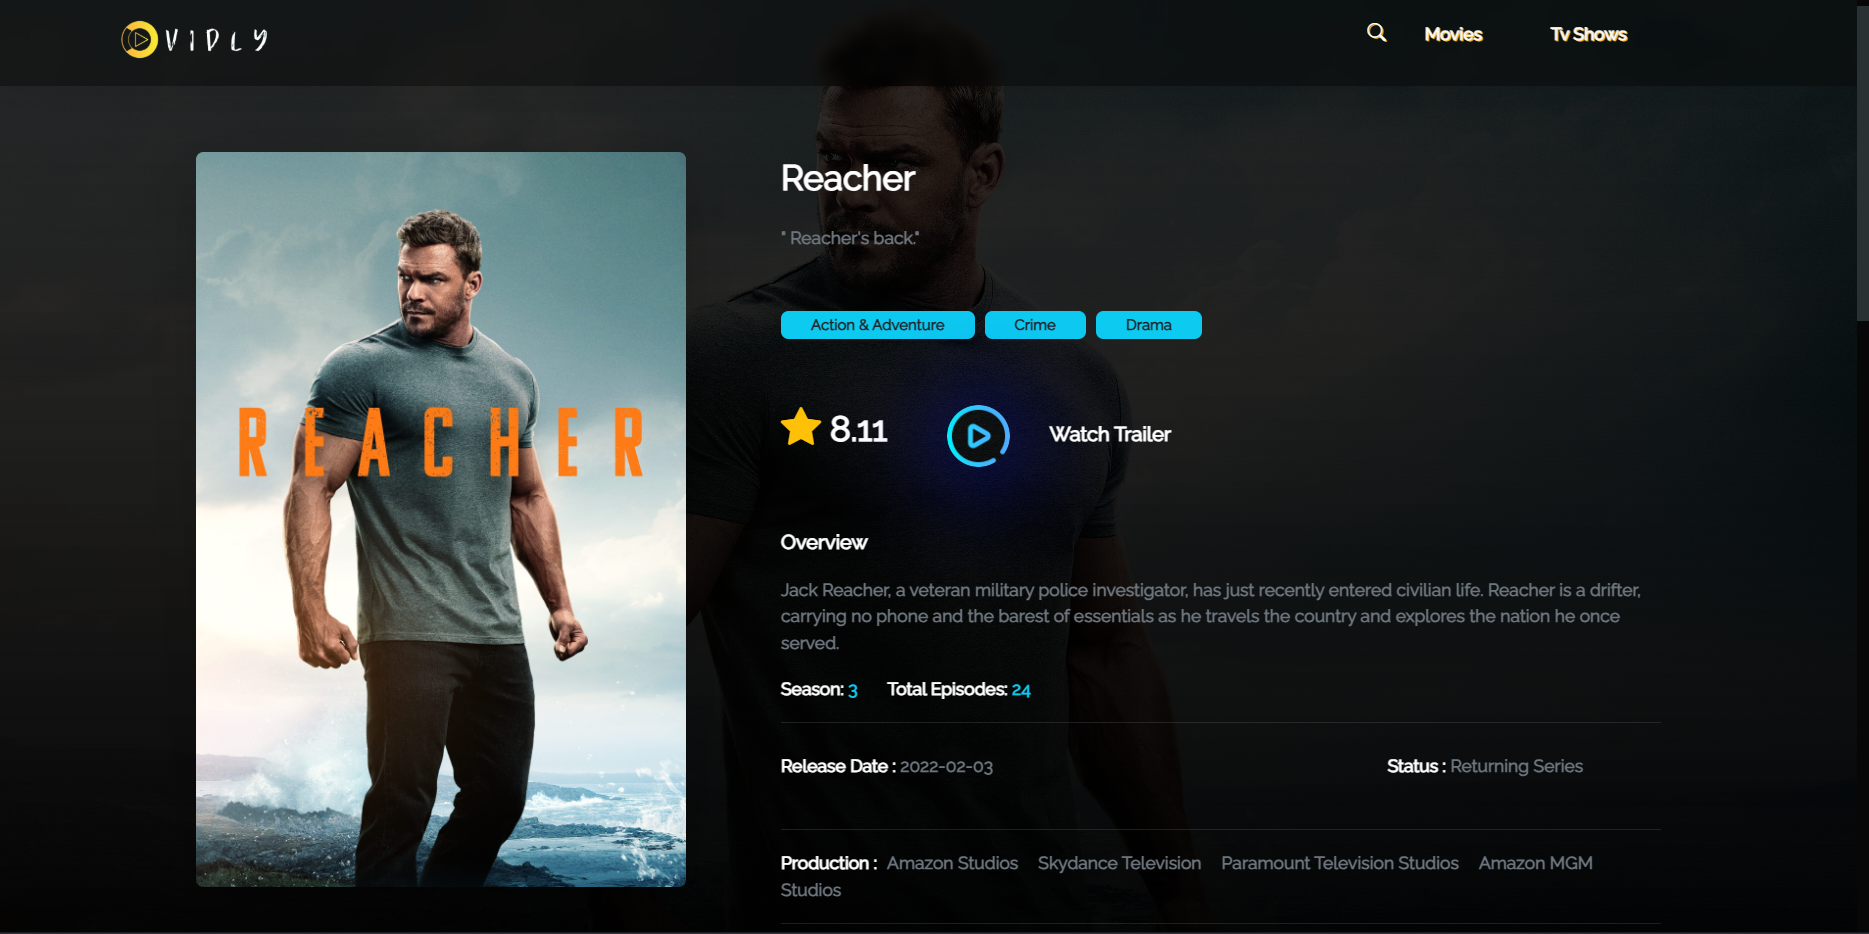 VIDLY
Movies
Tv Shows
REACHER
Reacher
" Reacher's back."
Action & Adventure
Crime
Drama
8.11
Watch Trailer
Overview
Jack Reacher, a veteran military police investigator, has just recently entered civilian life. Reacher is a drifter,
carrying no phone and the barest of essentials as he travels the country and explores the nation he once
served.
Season: 3 Total Episodes: 24
Release Date : 2022-02-03
Status : Returning Series
Production : Amazon Studios Skydance Television Paramount Television Studios Amazon MGM
Studios